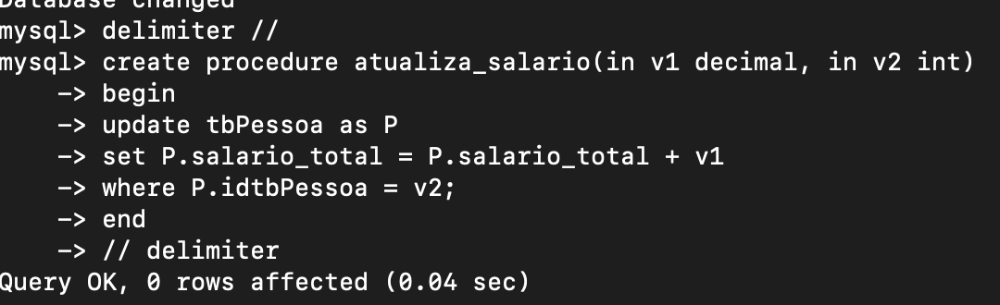 Database changed
mysql> delimiter //
mysql> create procedure atualiza_salario(in v1 decimal, in v2 int)
    -> begin
    -> update tbPessoa as P
    -> set P.salario_total = P.salario_total + v1
    -> where P.idtbPessoa = v2;
    -> end
    -> // delimiter
Query OK, 0 rows affected (0.04 sec)